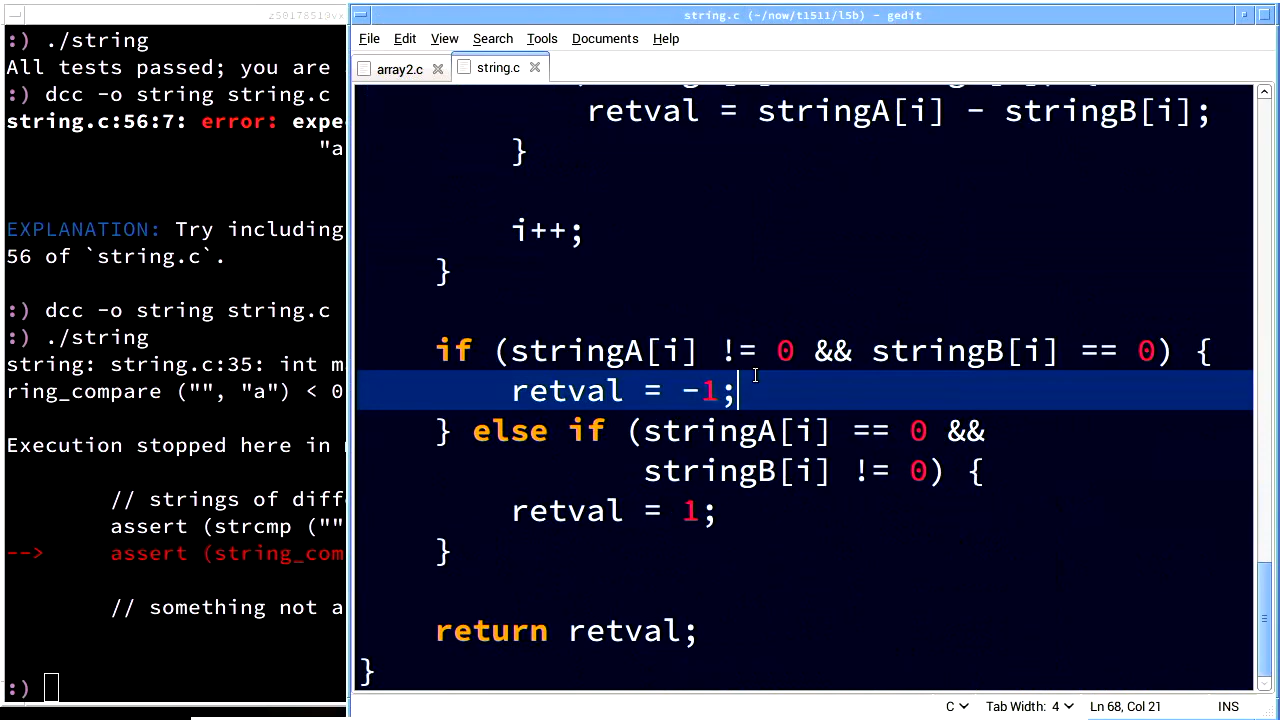 z5017851@vx
:) ./string
All tests passed; you are
:) dcc -o string string.c
string.c:56:7: error: expe
"a
EXPLANATION: Try including
56 of `string.c`.
:) dcc -o string string.c
:) ./string
string: string.c:35: int m
ring_compare ("", "a") < 0
Execution stopped here in
// strings of diff
assert (strcmp (""
--> assert (string_com
// something not a
:)
string.c (~/now/t1511/l5b) - gedit
File Edit View Search Tools Documents Help
array2.c string.c
retval = stringA[i] - stringB[i];
}
i++;
}
if (stringA[i] != 0 && stringB[i] == 0) {
retval = -1;
} else if (stringA[i] == 0 &&
stringB[i] != 0) {
retval = 1;
}
return retval;
}
C Tab Width: 4 Ln 68, Col 21 INS